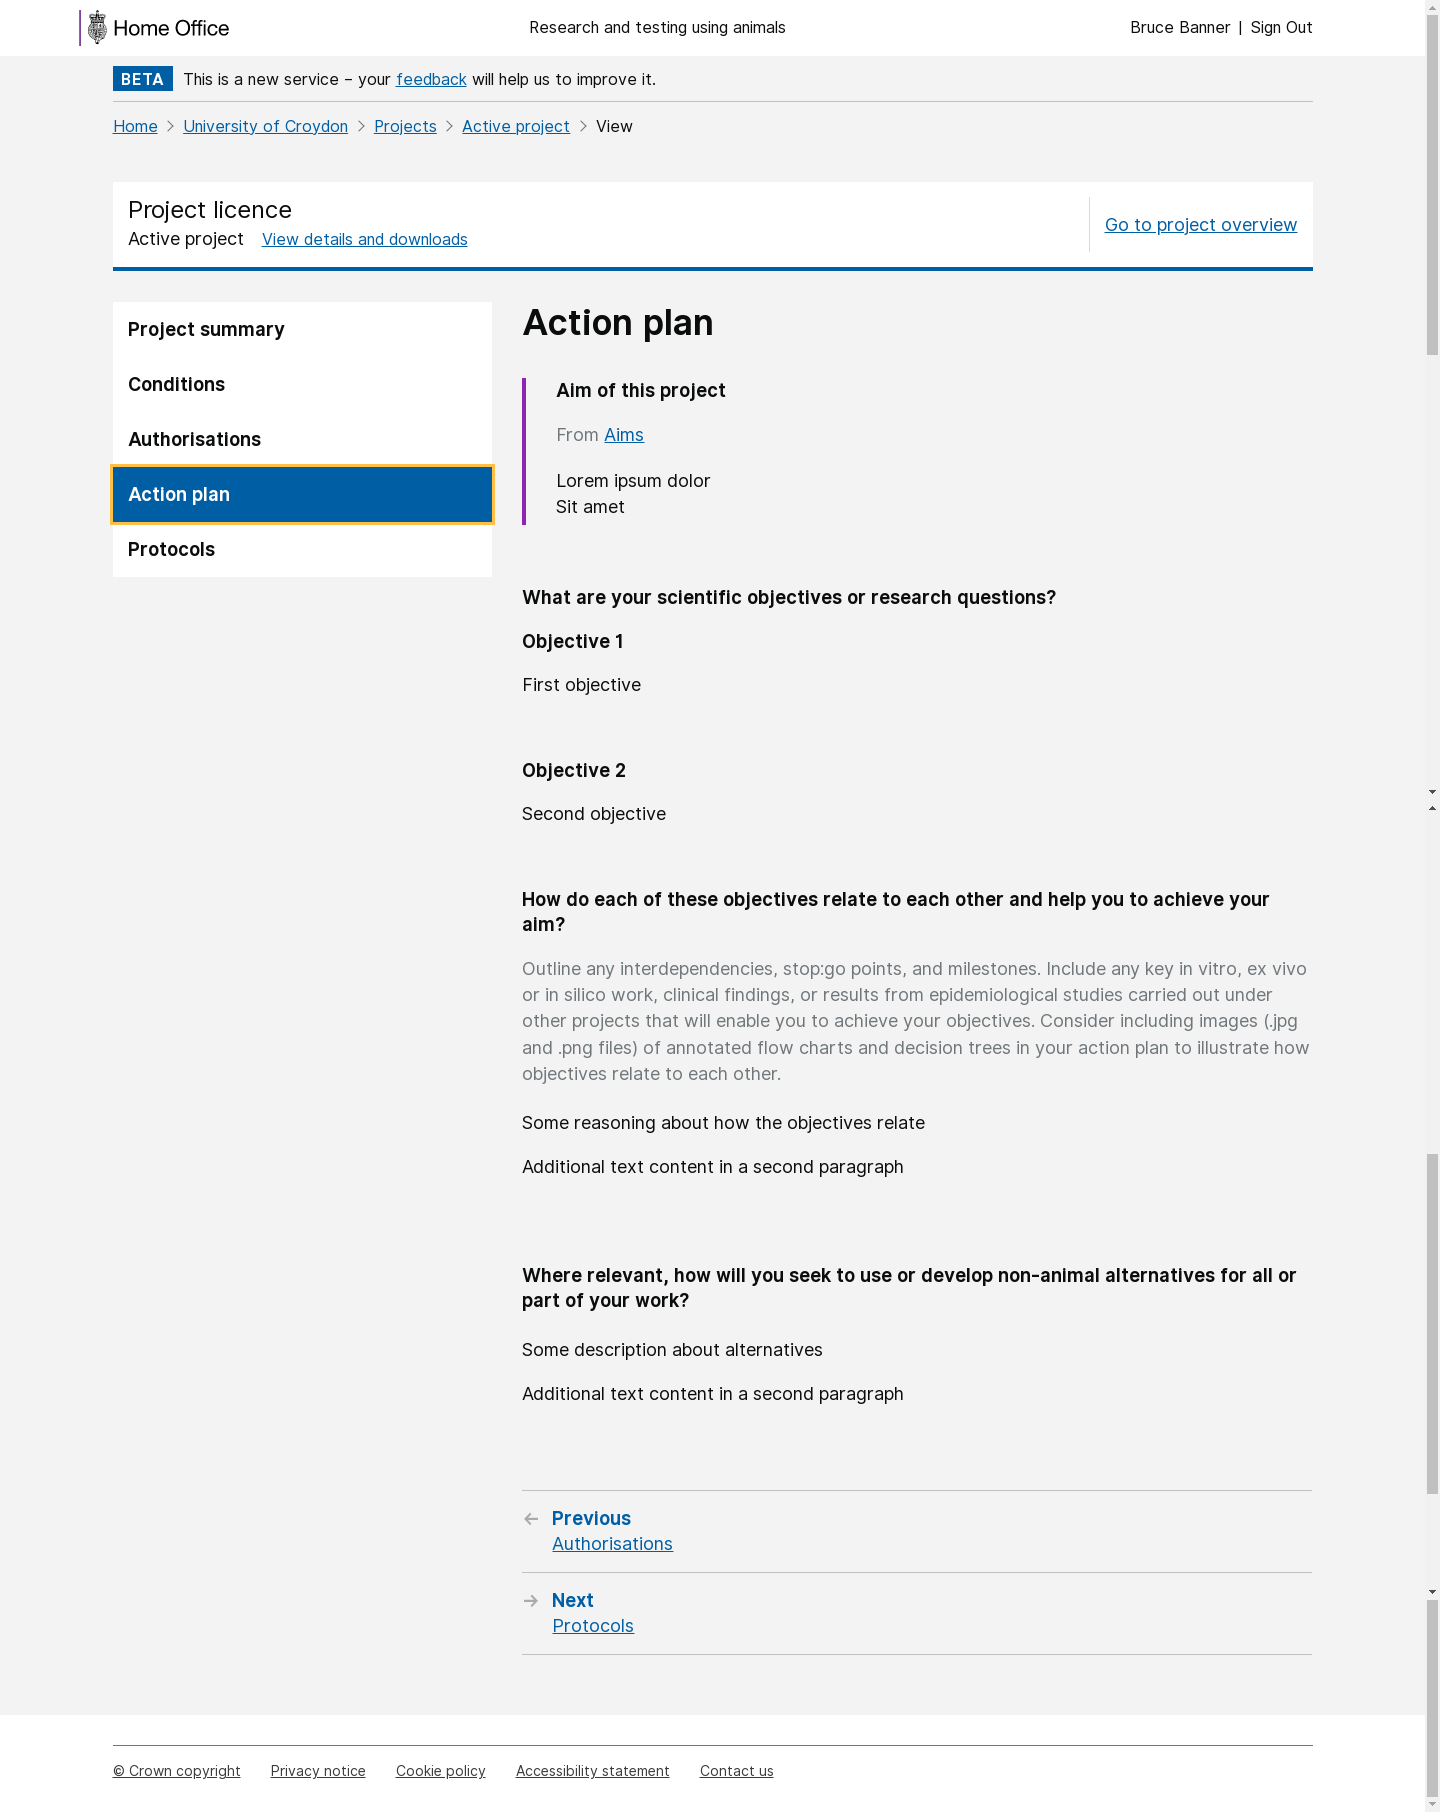 Home Office
Research and testing using animals
Bruce Banner | Sign Out
BETA This is a new service – your feedback will help us to improve it.
Home > University of Croydon > Projects > Active project > View
Project licence
Active project View details and downloads
Go to project overview
Project summary
Conditions
Authorisations
Action plan
Protocols
Action plan
Aim of this project
From Aims
Lorem ipsum dolor
Sit amet
What are your scientific objectives or research questions?
Objective 1
First objective
Objective 2
Second objective
How do each of these objectives relate to each other and help you to achieve your
aim?
Outline any interdependencies, stop:go points, and milestones. Include any key in vitro, ex vivo
or in silico work, clinical findings, or results from epidemiological studies carried out under
other projects that will enable you to achieve your objectives. Consider including images (.jpg
and .png files) of annotated flow charts and decision trees in your action plan to illustrate how
objectives relate to each other.
Some reasoning about how the objectives relate
Additional text content in a second paragraph
Where relevant, how will you seek to use or develop non-animal alternatives for all or
part of your work?
Some description about alternatives
Additional text content in a second paragraph
Previous
Authorisations
Next
Protocols
© Crown copyright Privacy notice Cookie policy Accessibility statement Contact us